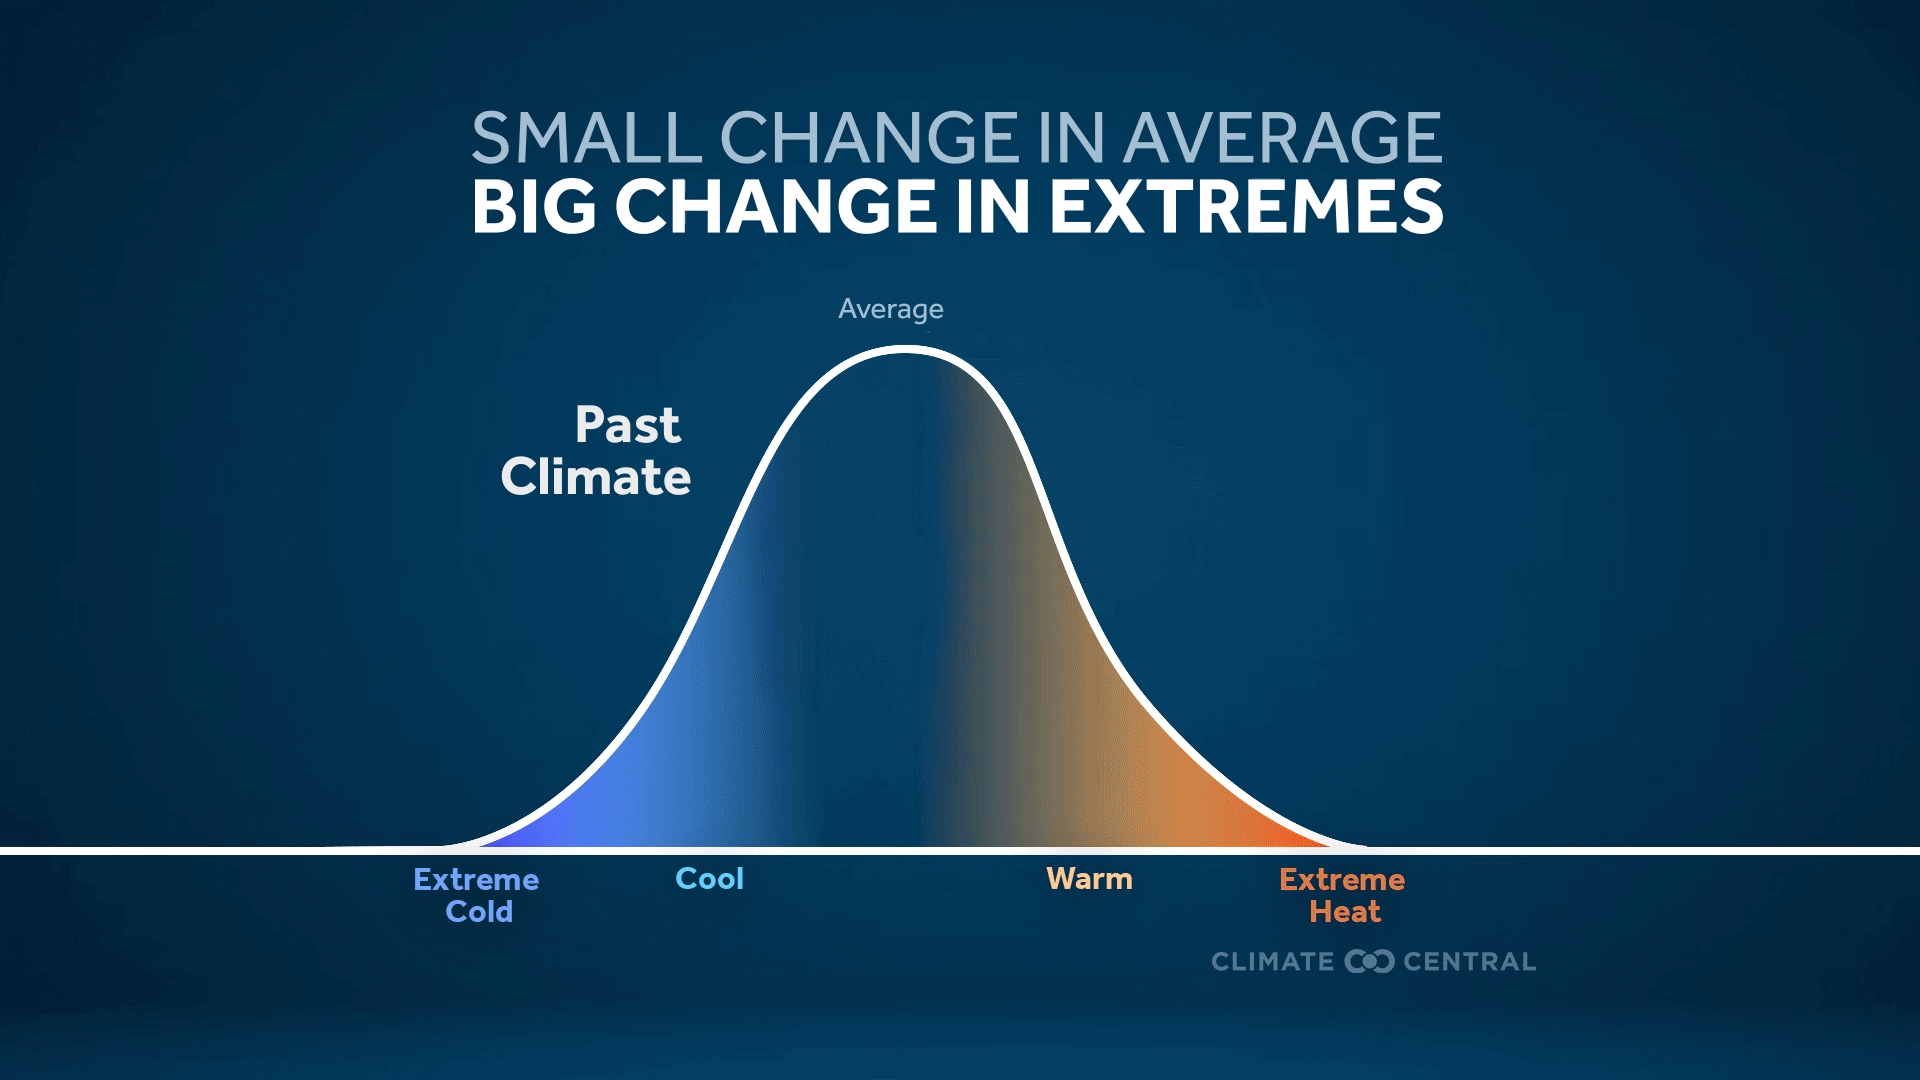 SMALL CHANGE IN AVERAGE
BIG CHANGE IN EXTREMES
Average
Past
Climate
Extreme
Cold
Cool
Warm
Extreme
Heat
CLIMATE CENTRAL